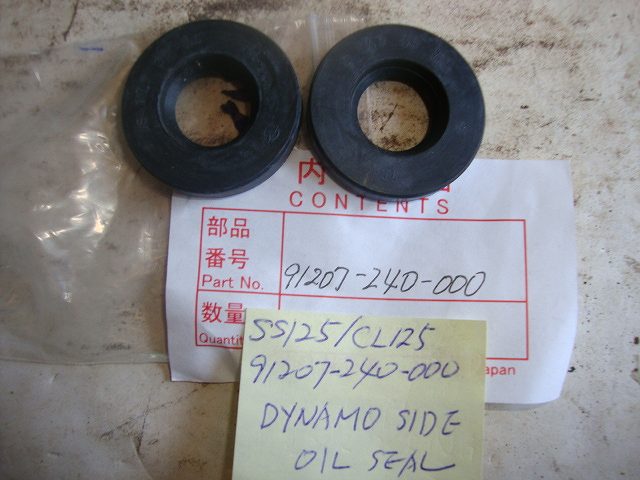 内
CONTENTS
部品
番号
Part No. 91207-240-000
数量
Quantit
SS125/CL125
91207-240-000
DYNAMO SIDE
OIL SEAL
apan